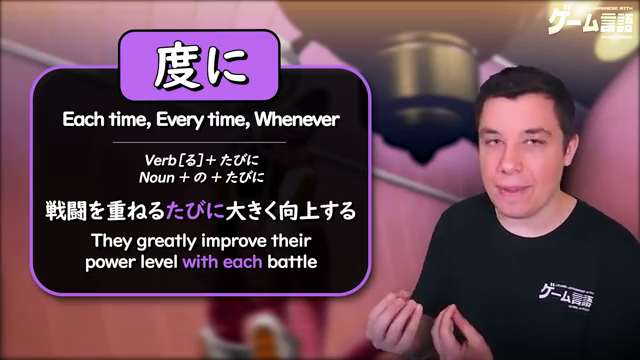 度に
Each time, Every time, Whenever
Verb[る]+ たびに
Noun + の + たびに
戦闘を重ねるたびに大きく向上する
They greatly improve their
power level with each battle
ゲーム言語
ゲーム言語